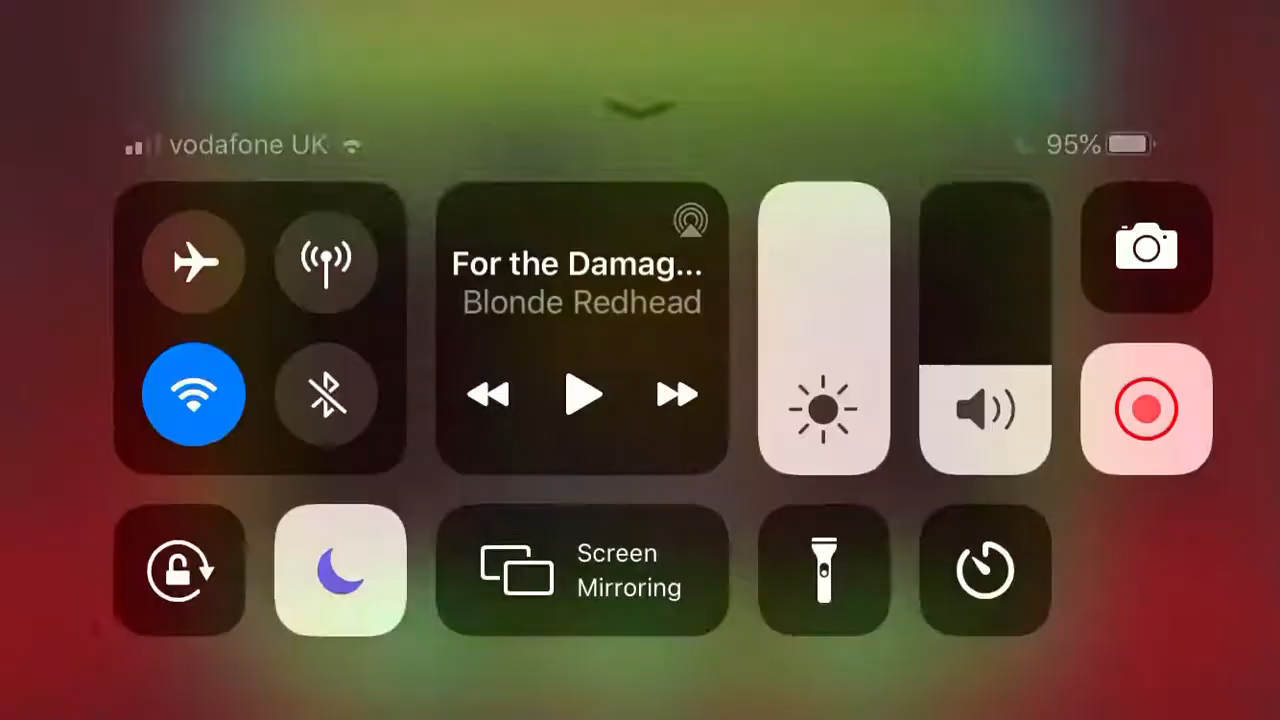 vodafone UK
95%
For the Damag...
Blonde Redhead
Screen
Mirroring